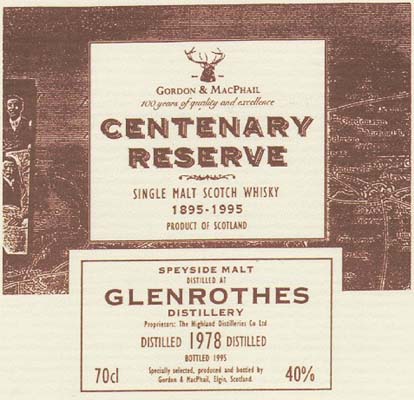 GORDON & MACPHAIL
100 years of quality and excellence
CENTENARY
RESERVE
SINGLE MALT SCOTCH WHISKY
1895-1995
PRODUCT OF SCOTLAND
SPEYSIDE MALT
DISTILLED AT
GLENROTHES
DISTILLERY
Proprietors: The Highland Distilleries Co Ltd
DISTILLED 1978 DISTILLED
BOTTLED 1995
70cl
Specially selected, produced and bottled by
Gordon & MacPhail, Elgin, Scotland.
40%